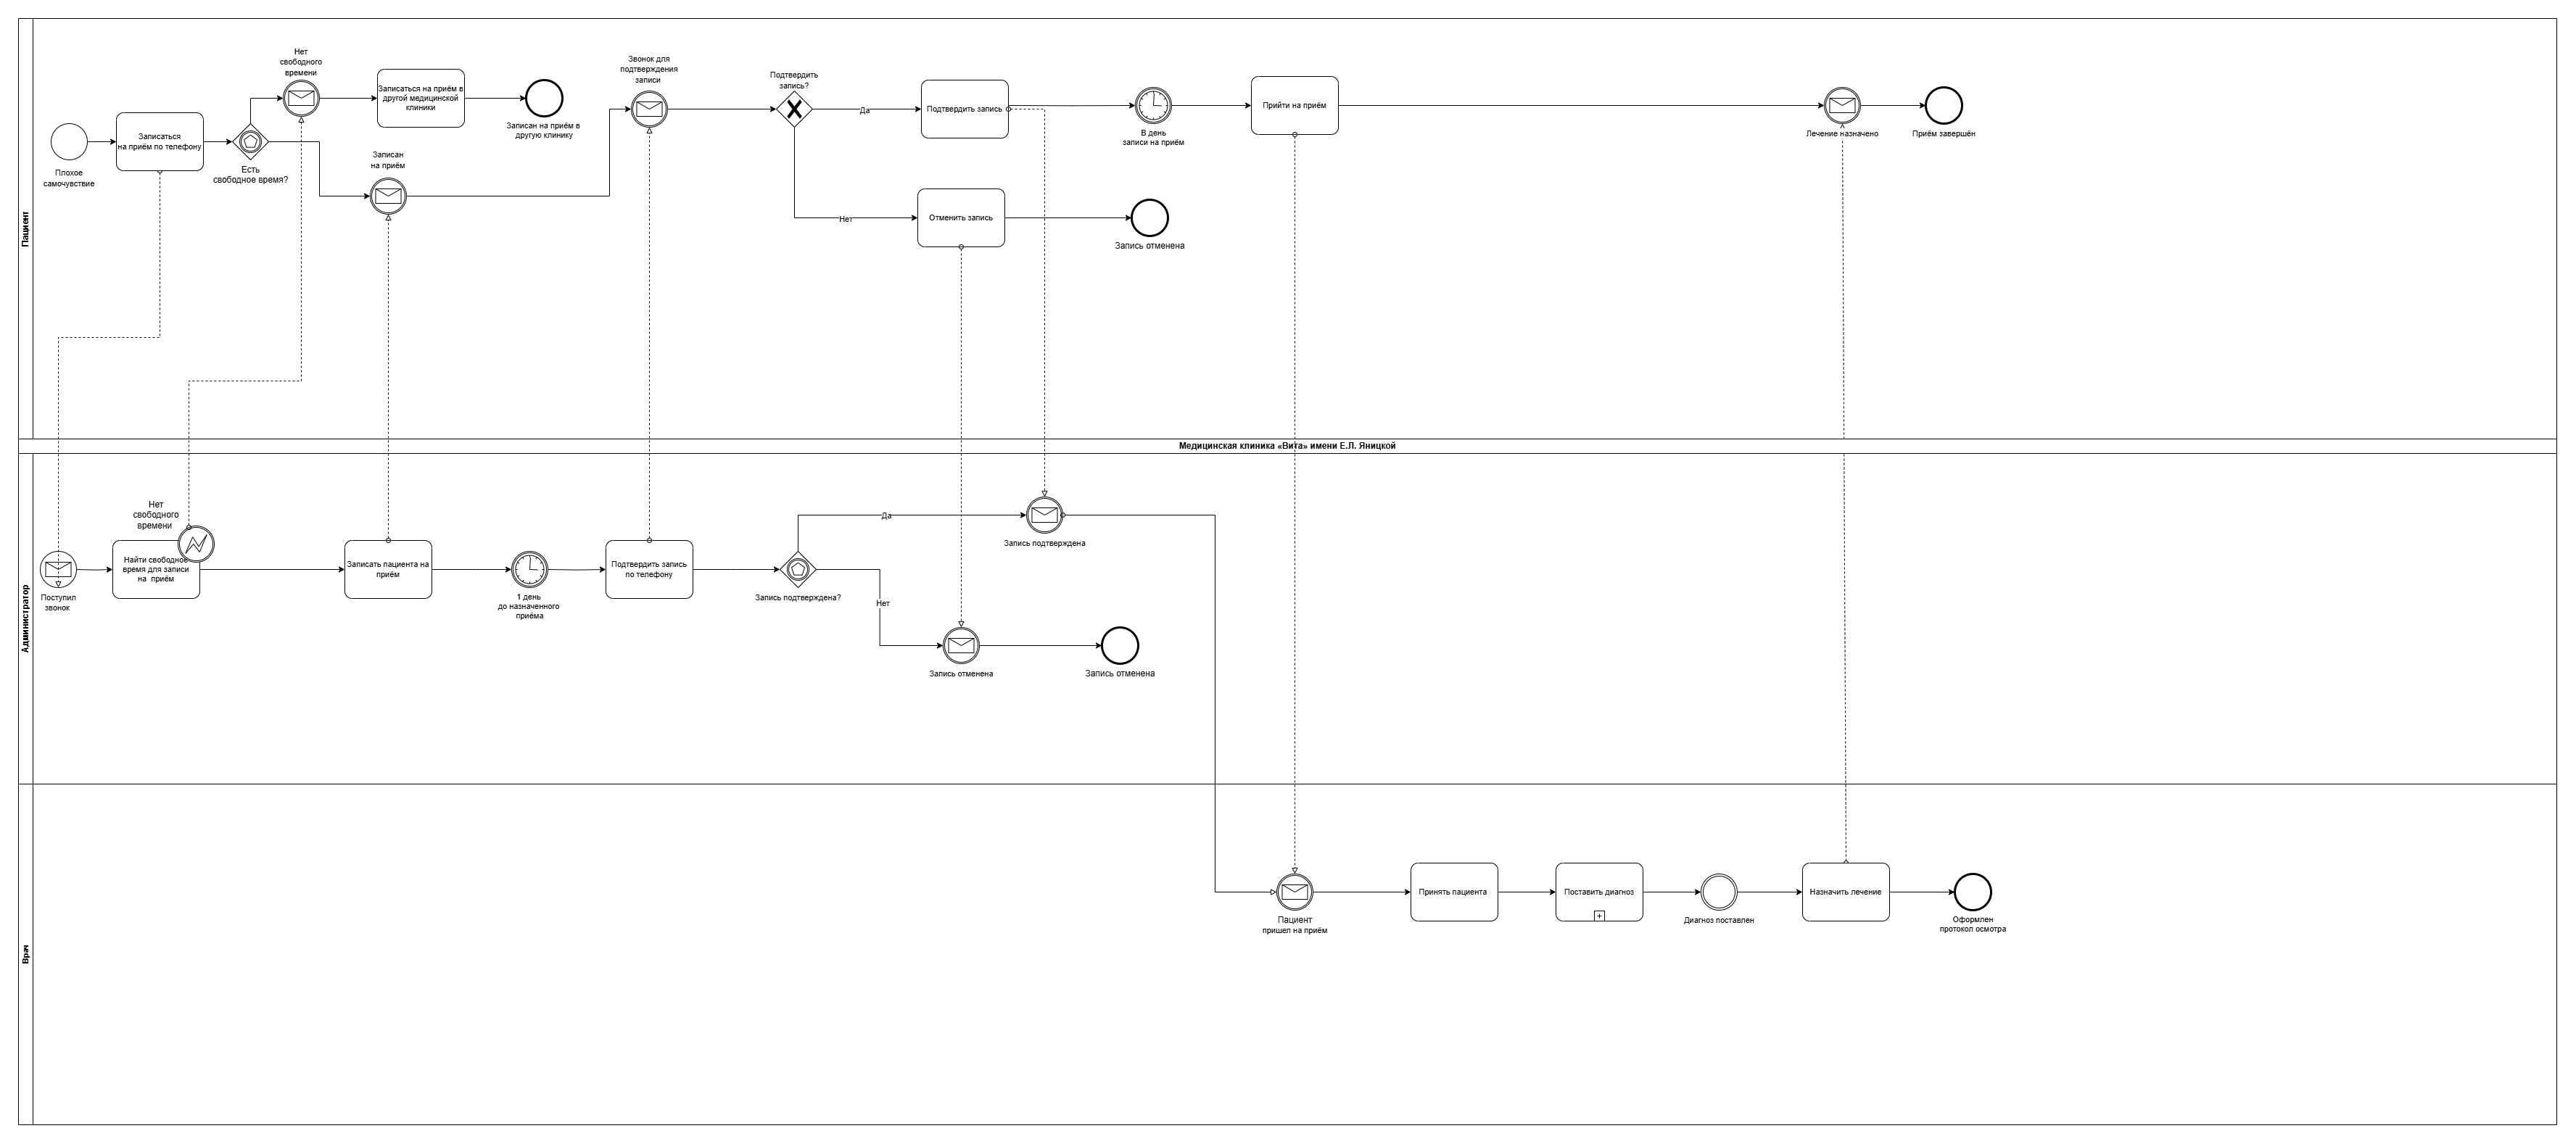 Пациент
Нет
свободного
времени
Записаться на приём в
другой медицинской
клиники
Записан на приём в
другую клинику
Записаться
на приём по телефону
Плохое
самочувствие
Есть
свободное время?
Записан
на приём
Звонок для
подтверждения
записи
Подтвердить
запись?
Да
Подтвердить запись
В день
записи на приём
Прийти на приём
Лечение назначено
Приём завершён
Нет
Отменить запись
Запись отменена
Медицинская клиника «Вита» имени Е.Л. Яницкой
Администратор
Нет
свободного
времени
Поступил
звонок
Найти свободное
время для записи
на приём
Записать пациента на
приём
1 день
до назначенного
приёма
Подтвердить запись
по телефону
Запись подтверждена?
Да
Запись подтверждена
Нет
Запись отменена
Запись отменена
Врач
Пациент
пришел на приём
Принять пациента
Поставить диагноз
Диагноз поставлен
Назначить лечение
Оформлен
протокол осмотра